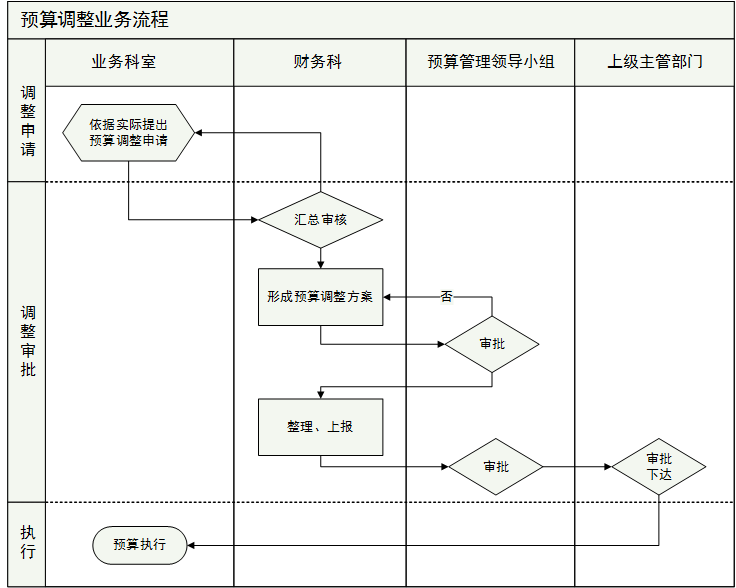 预算调整业务流程
业务科室
财务科
预算管理领导小组
上级主管部门
调整申请
依据实际提出
预算调整申请
调整审批
汇总审核
形成预算调整方案
否
审批
整理、上报
审批
审批
下达
执行
预算执行